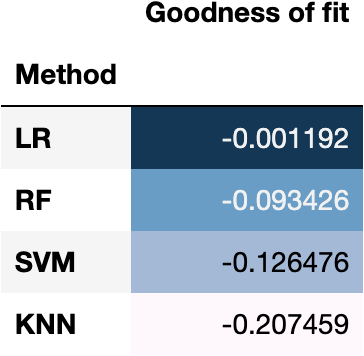 Goodness of fit
Method
LR -0.001192
RF -0.093426
SVM -0.126476
KNN -0.207459